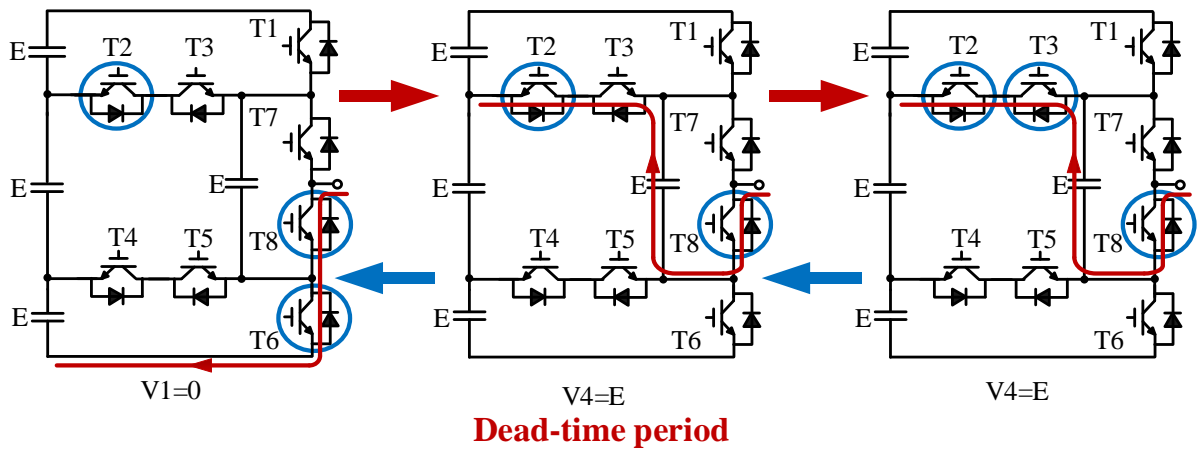 E T2 T3 T1
T7
E E
T4 T5 T8
E T6
V1=0
E T2 T3 T1
T7
E E
T4 T5 T8
E T6
V4=E
E T2 T3 T1
T7
E E
T4 T5 T8
E T6
V4=E
Dead-time period